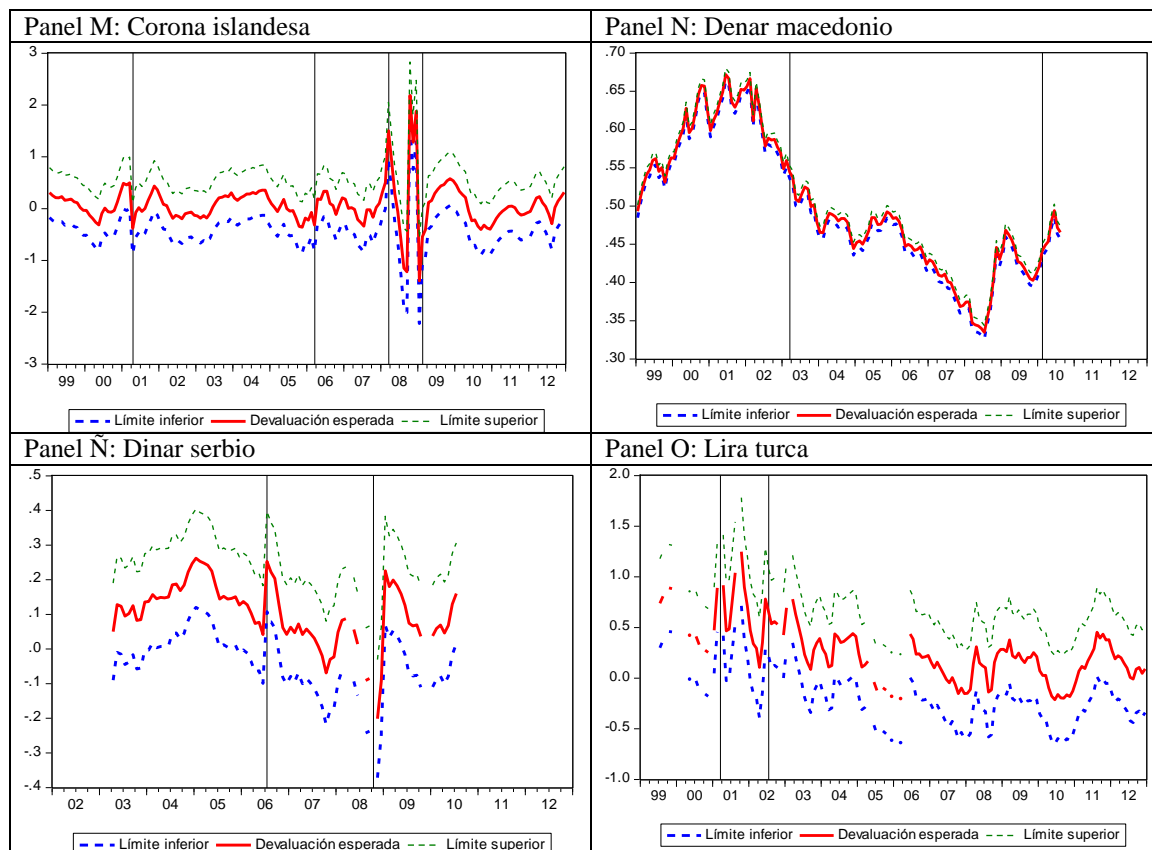 Panel M: Corona islandesa
Panel N: Denar macedonio
3
2
1
0
-1
-2
-3
99 00 01 02 03 04 05 06 07 08 09 10 11 12
Límite inferior Devaluación esperada Límite superior
.70
.65
.60
.55
.50
.45
.40
.35
.30
99 00 01 02 03 04 05 06 07 08 09 10 11 12
Límite inferior Devaluación esperada Límite superior
Panel Ñ: Dinar serbio
Panel O: Lira turca
.5
.4
.3
.2
.1
.0
-.1
-.2
-.3
-.4
02 03 04 05 06 07 08 09 10 11 12
Límite inferior Devaluación esperada Límite superior
2.0
1.5
1.0
0.5
0.0
-0.5
-1.0
99 00 01 02 03 04 05 06 07 08 09 10 11 12
Límite inferior Devaluación esperada Límite superior